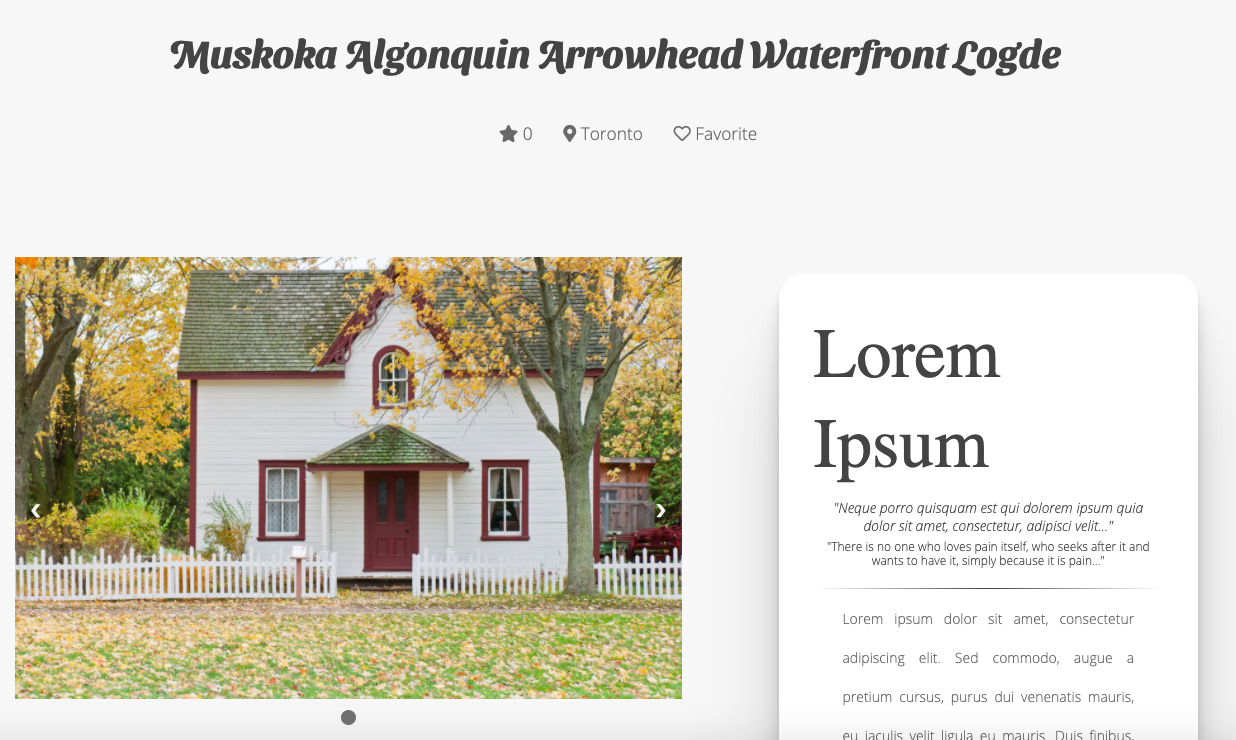 Muskoka Algonquin Arrowhead Waterfront Logde
0 Toronto Favorite
Lorem
Ipsum
"Neque porro quisquam est qui dolorem ipsum quia
dolor sit amet, consectetur, adipisci velit..."
"There is no one who loves pain itself, who seeks after it and
wants to have it, simply because it is pain..."
Lorem ipsum dolor sit amet, consectetur
adipiscing elit. Sed commodo, augue a
pretium cursus, purus dui venenatis mauris,
eu iaculis velit ligula eu mauris. Duis finibus,